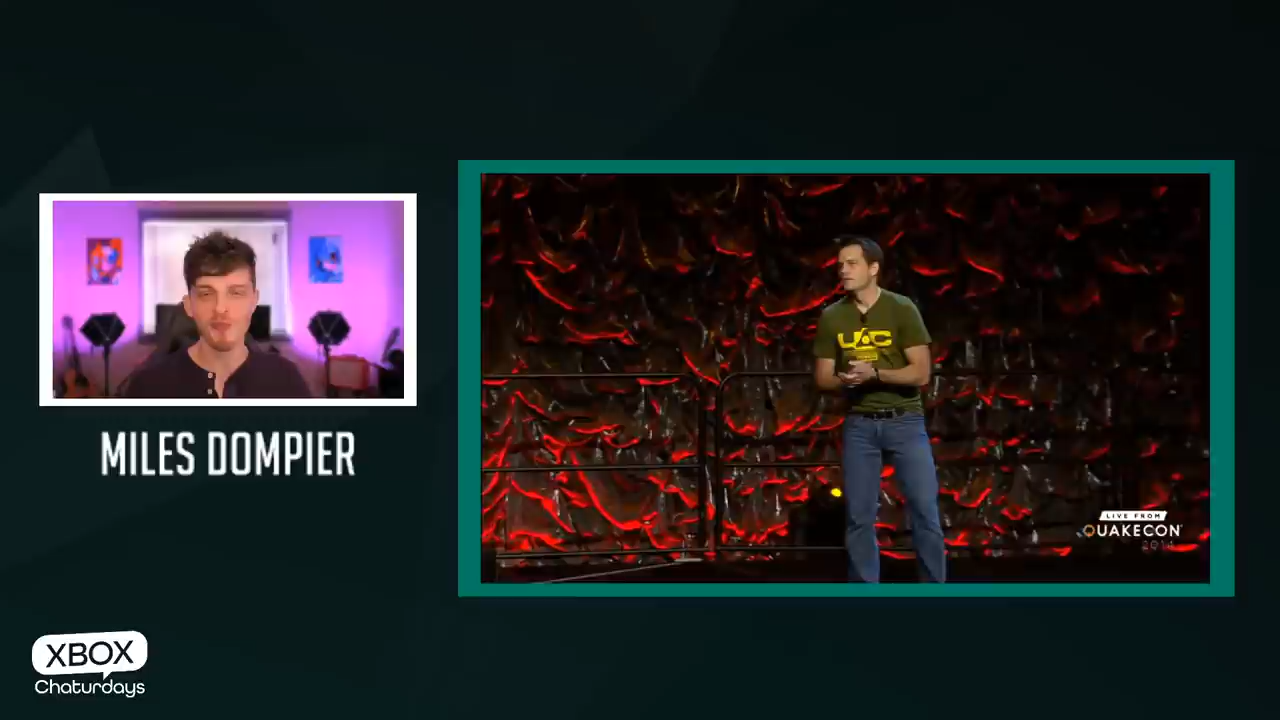 UAC
MILES DOMPIER
LIVE FROM
QUAKECON
XBOX
Chaturdays